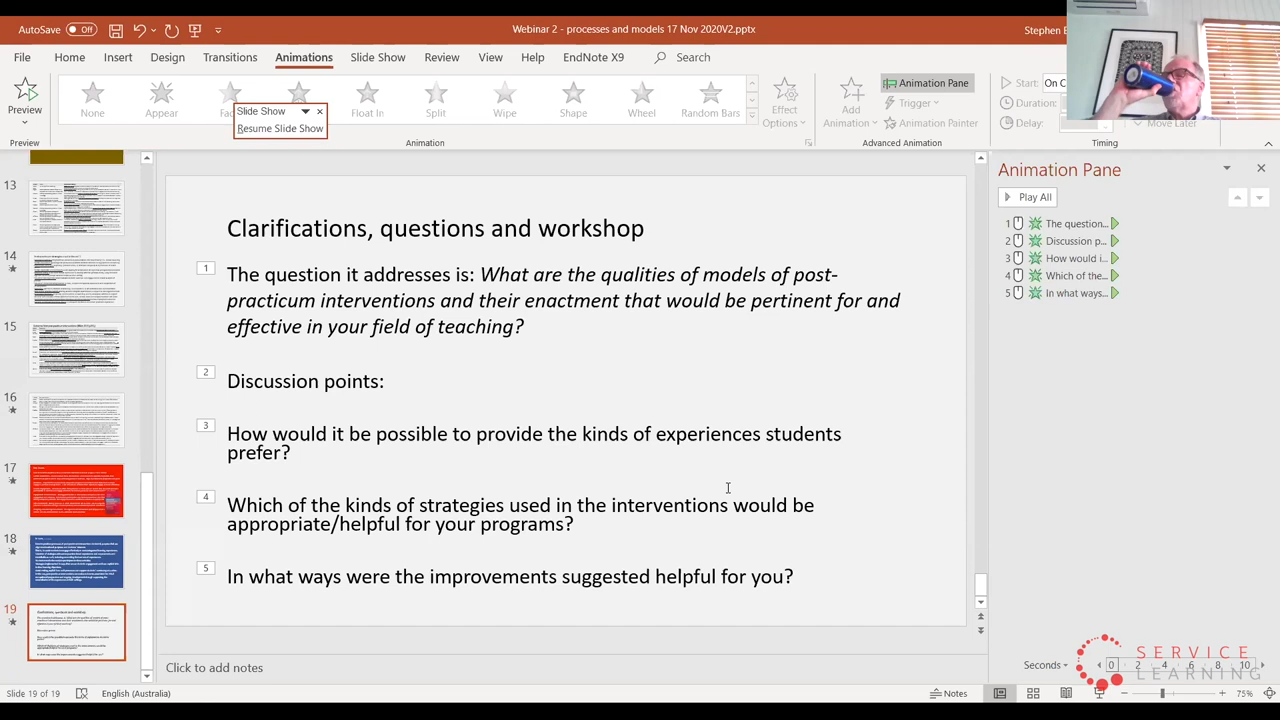 AutoSave Off
Webinar 2 - processes and models 17 Nov 2020V2.pptx
Stephen
File Home Insert Design Transitions Animations Slide Show Review View Help EndNote X9 Search
Preview
None Appear Float In Split Wipe Shape Wheel Random Bars
Slide Show
Resume Slide Show
Effect Options
Add Animation
Animation Pane
Trigger
Animation Painter
Start:
Duration:
Delay:
Move Later
Preview
Animation
Advanced Animation
Timing
13
14
15
16
17
18
19
Clarifications, questions and workshop
1 The question it addresses is: What are the qualities of models of post-
practicum interventions and their enactment that would be pertinent for and
effective in your field of teaching?
2 Discussion points:
3 How would it be possible to provide the kinds of experiences students
prefer?
4 Which of the kinds of strategies used in the interventions would be
appropriate/helpful for your programs?
5 In what ways were the improvements suggested helpful for you?
Click to add notes
Animation Pane
Play All
1 The question...
2 Discussion p...
3 How would i...
4 Which of the...
5 In what ways...
Seconds 0 2 4 6 8 10
SERVICE
LEARNING
Slide 19 of 19 English (Australia) Notes 75%